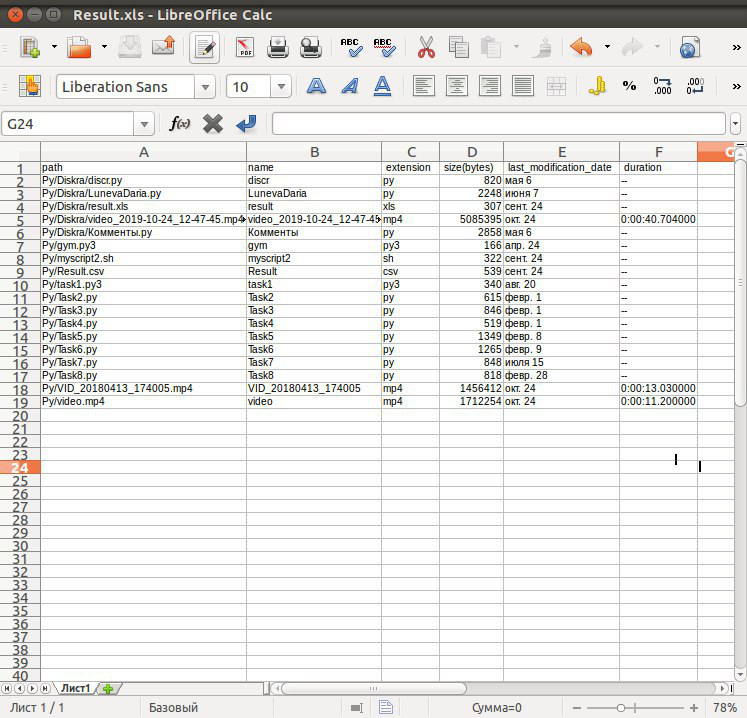 Result.xls - LibreOffice Calc
PDF ABC ABC
Liberation Sans 10 A A A % 0.0 .000 .000 0.0
G24 f(x)
A B C D E F G
1 path name extension size(bytes) last_modification_date duration
2 Py/Diskra/discr.py discr py 820 мая 6 --
3 Py/Diskra/LunevaDaria.py LunevaDaria py 2248 июня 7 --
4 Py/Diskra/result.xls result xls 307 сент. 24 --
5 Py/Diskra/video_2019-10-24_12-47-45.mp4 video_2019-10-24_12-47-45 mp4 5085395 окт. 24 0:00:40.704000
6 Py/Diskra/Комменты.py Комменты py 2858 мая 6 --
7 Py/gym.py3 gym py3 166 апр. 24 --
8 Py/myscript2.sh myscript2 sh 322 сент. 24 --
9 Py/Result.csv Result csv 539 сент. 24 --
10 Py/task1.py3 task1 py3 340 авг. 20 --
11 Py/Task2.py Task2 py 615 февр. 1 --
12 Py/Task3.py Task3 py 846 февр. 1 --
13 Py/Task4.py Task4 py 519 февр. 1 --
14 Py/Task5.py Task5 py 1349 февр. 8 --
15 Py/Task6.py Task6 py 1265 февр. 9 --
16 Py/Task7.py Task7 py 848 июля 15 --
17 Py/Task8.py Task8 py 818 февр. 28 --
18 Py/VID_20180413_174005.mp4 VID_20180413_174005 mp4 1456412 окт. 24 0:00:13.030000
19 Py/video.mp4 video mp4 1712254 окт. 24 0:00:11.200000
20
21
22
23
24
25
26
27
28
29
30
31
32
33
34
35
36
37
38
39
40
Лист1
Лист 1 / 1 Базовый Сумма=0 78%